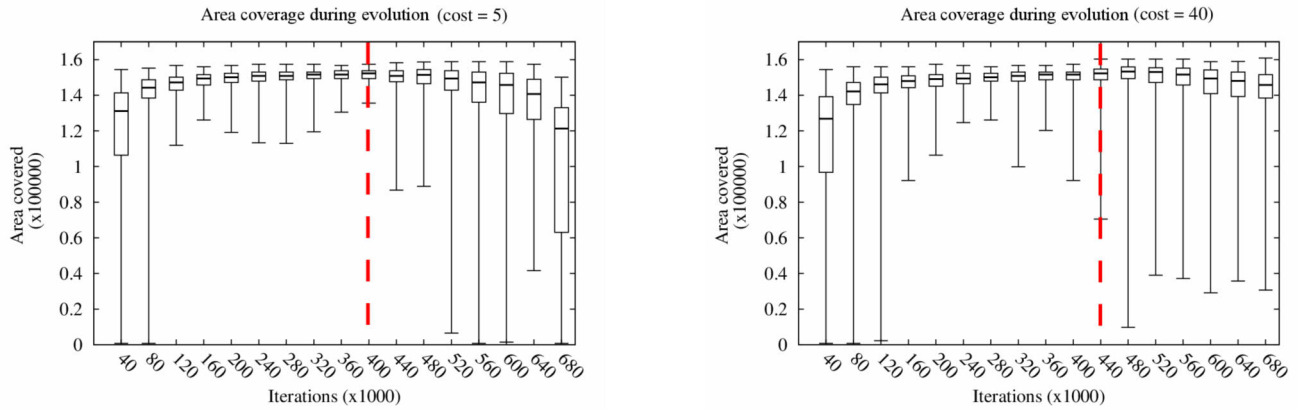 Area coverage during evolution (cost = 5)
1.6
1.4
1.2
1
0.8
0.6
0.4
0.2
0
Area covered
(x100000)
40 80 120 160 200 240 280 320 360 400 440 480 520 560 600 640 680
Iterations (x1000)
Area coverage during evolution (cost = 40)
1.6
1.4
1.2
1
0.8
0.6
0.4
0.2
0
Area covered
(x100000)
40 80 120 160 200 240 280 320 360 400 440 480 520 560 600 640 680
Iterations (x1000)